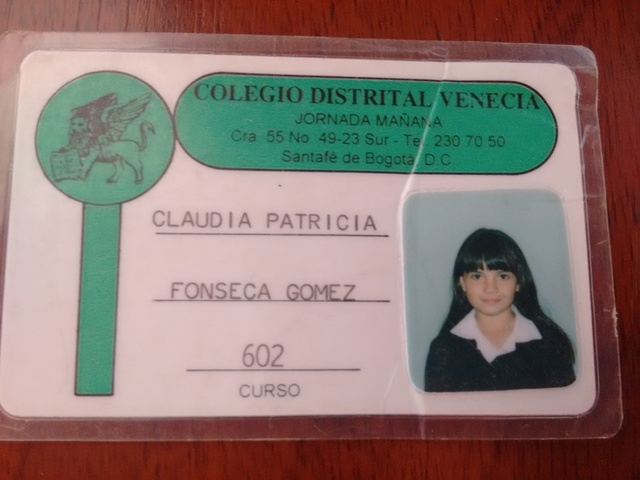 COLEGIO DISTRITAL VENECIA
JORNADA MAÑANA
Cra. 55 No. 49-23 Sur - Tel. 230 70 50
Santafé de Bogotá, D.C
CLAUDIA PATRICIA
FONSECA GOMEZ
602
CURSO